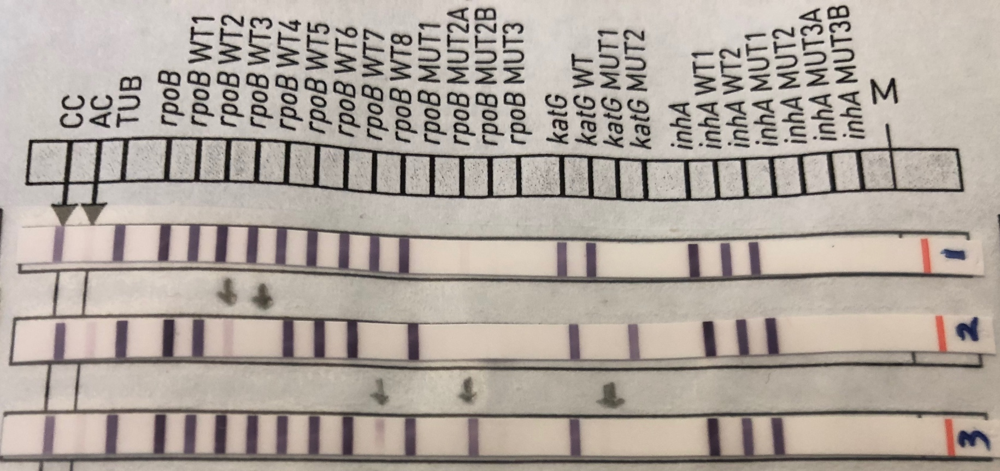 CC
AC
TUB
rpoB
rpoB WT1
rpoB WT2
rpoB WT3
rpoB WT4
rpoB WT5
rpoB WT6
rpoB WT7
rpoB WT8
rpoB MUT1
rpoB MUT2A
rpoB MUT2B
rpoB MUT3
katG
katG WT
katG MUT1
katG MUT2
inhA
inhA WT1
inhA WT2
inhA MUT1
inhA MUT2
inhA MUT3A
inhA MUT3B
M
1
2
3